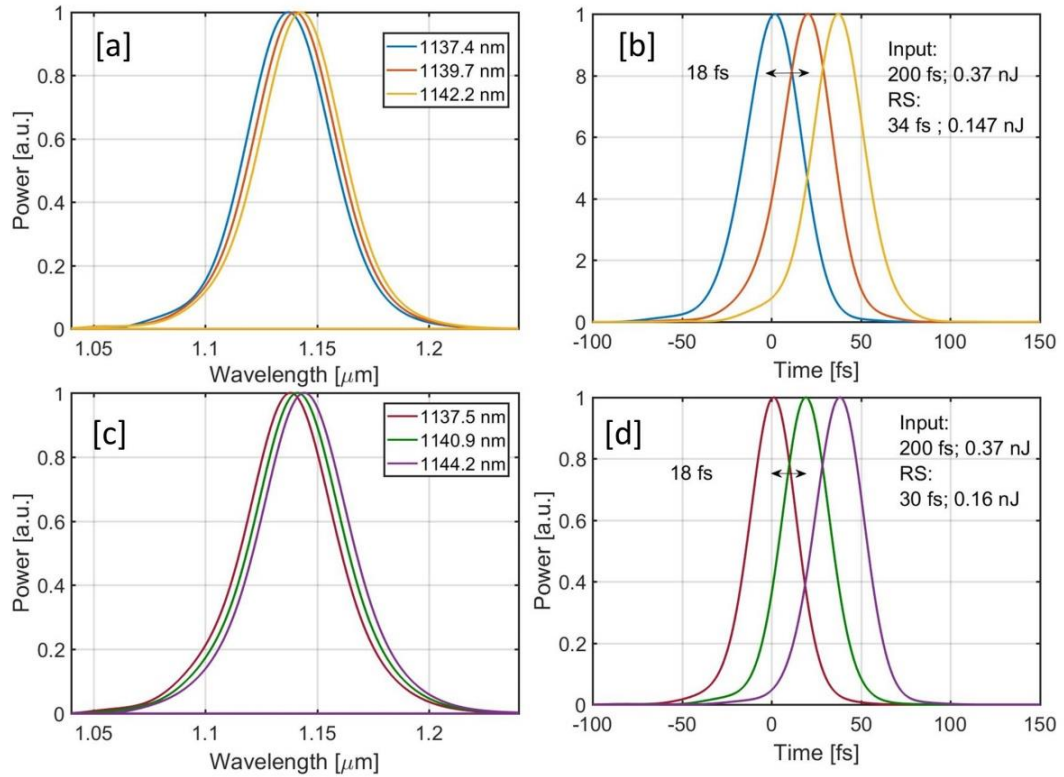 [a]
1137.4 nm
1139.7 nm
1142.2 nm
Power [a.u.]
1
0.8
0.6
0.4
0.2
0
1.05
1.1
1.15
1.2
Wavelength [μm]
[b]
18 fs
Input:
200 fs; 0.37 nJ
RS:
34 fs ; 0.147 nJ
Power [a.u.]
1
8
6
4
2
0
-100
-50
0
50
100
150
Time [fs]
[c]
1137.5 nm
1140.9 nm
1144.2 nm
Power [a.u.]
1
0.8
0.6
0.4
0.2
0
1.05
1.1
1.15
1.2
Wavelength [μm]
[d]
18 fs
Input:
200 fs; 0.37 nJ
RS:
30 fs; 0.16 nJ
Power [a.u.]
1
0.8
0.6
0.4
0.2
0
-100
-50
0
50
100
150
Time [fs]